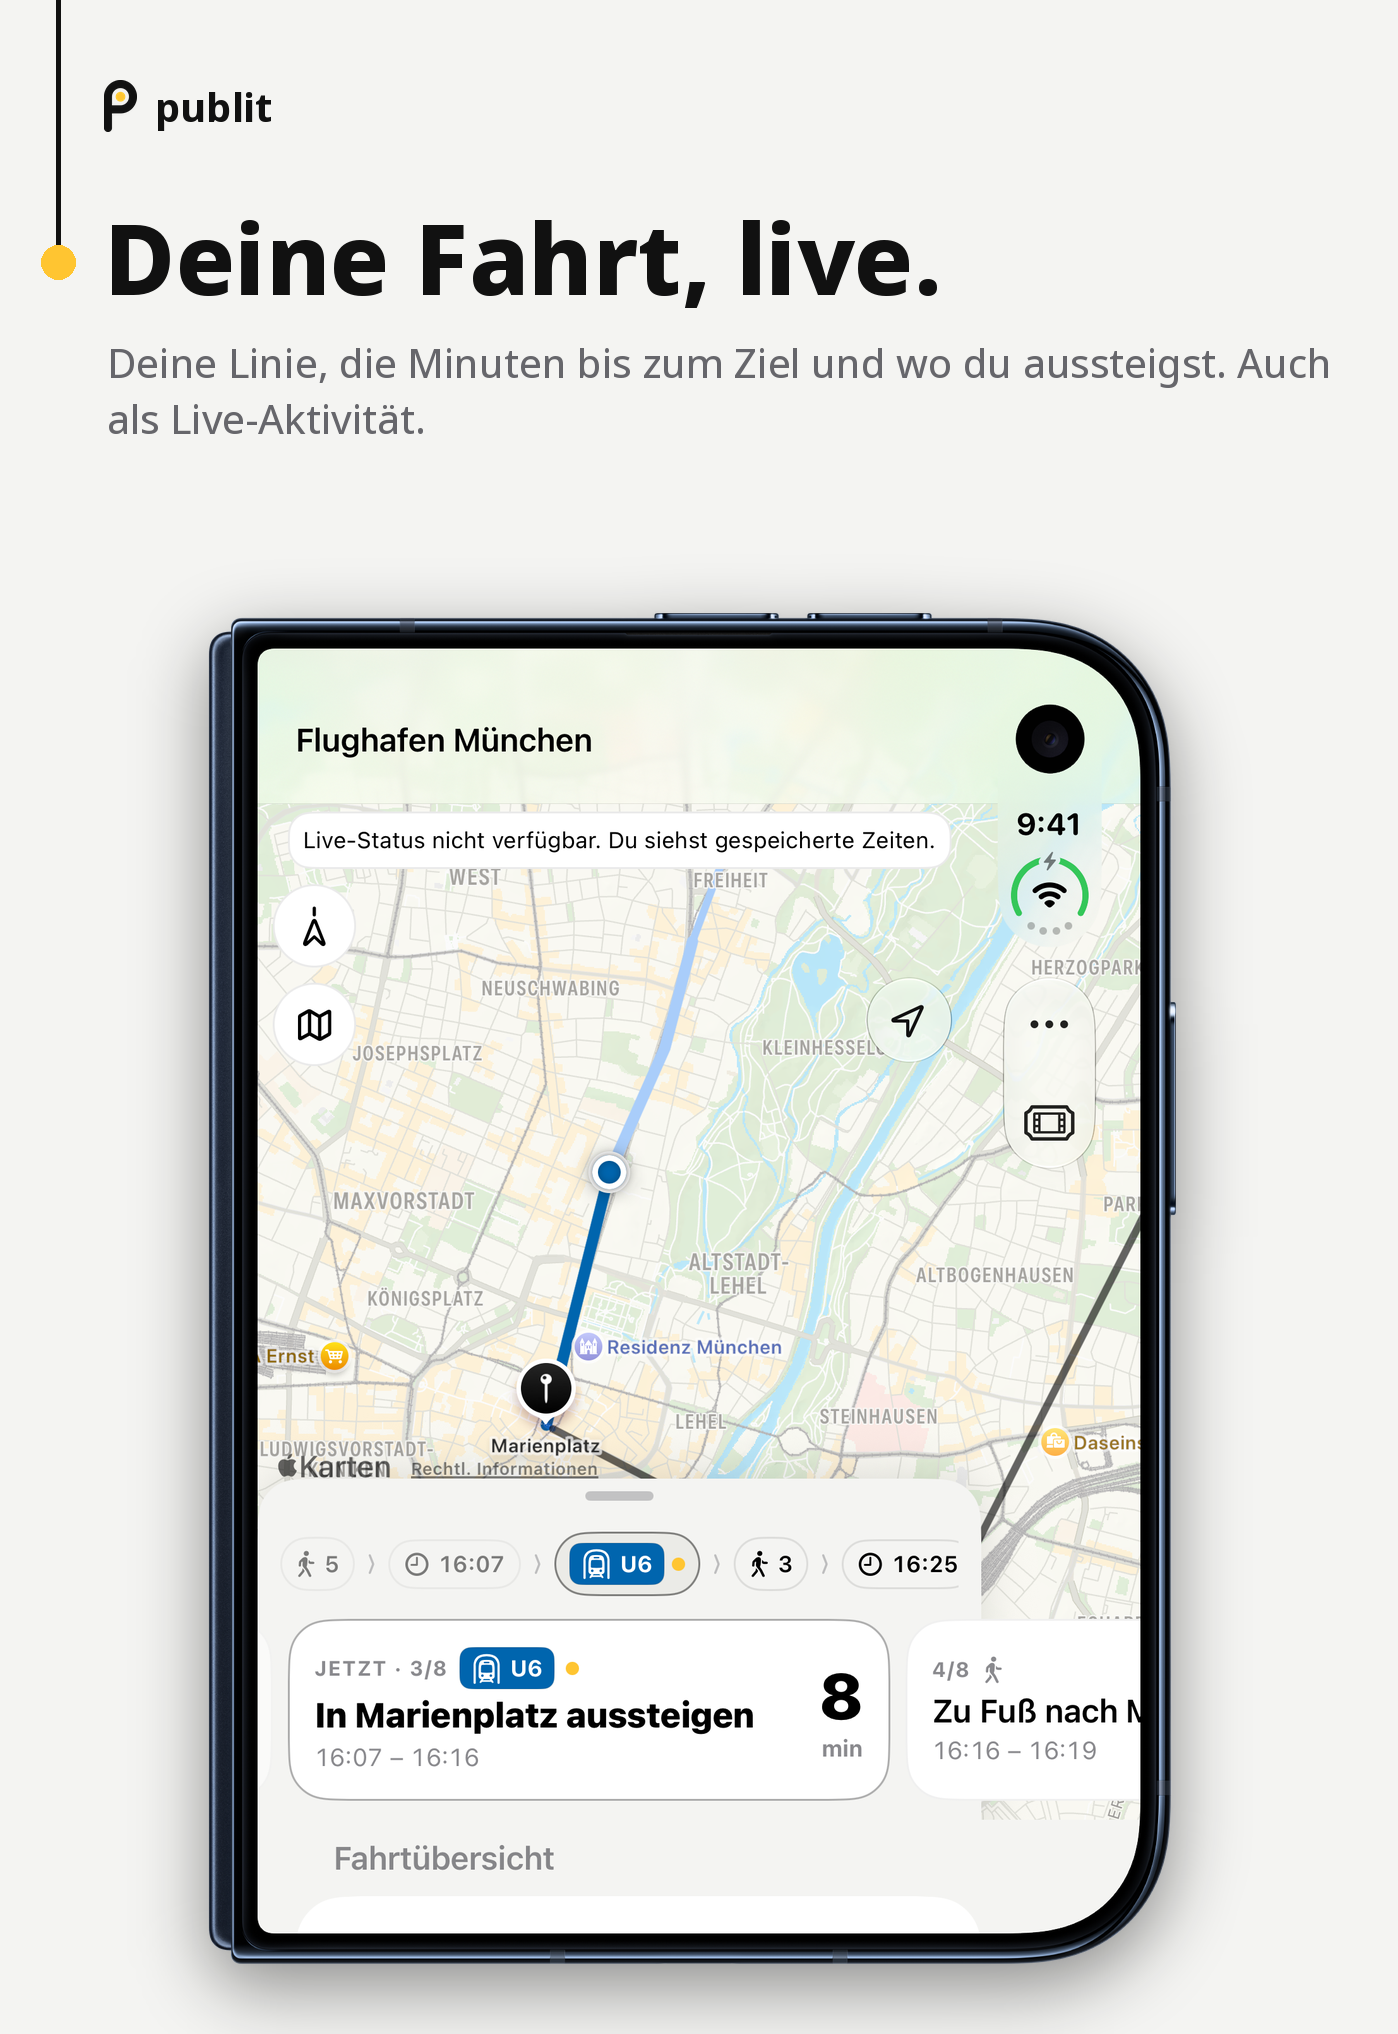 publit
Deine Fahrt, live.
Deine Linie, die Minuten bis zum Ziel und wo du aussteigst. Auch
als Live-Aktivität.
Flughafen München
9:41
Live-Status nicht verfügbar. Du siehst gespeicherte Zeiten.
WEST
FREIHEIT
HERZOGPARK
NEUSCHWABING
JOSEPHSPLATZ
KLEINHESSELO
MAXVORSTADT
PAR
ALTSTADT-
LEHEL
ALTBOGENHAUSEN
KÖNIGSPLATZ
Residenz München
Ernst
LEHEL
STEINHAUSEN
Marienplatz
Daseins
LUDWIGSVORSTADT-
Karten
Rechtl. Informationen
5
16:07
U6
3
16:25
JETZT · 3/8 U6
In Marienplatz aussteigen
16:07 – 16:16
8
min
4/8
Zu Fuß nach M
16:16 – 16:19
Fahrtübersicht